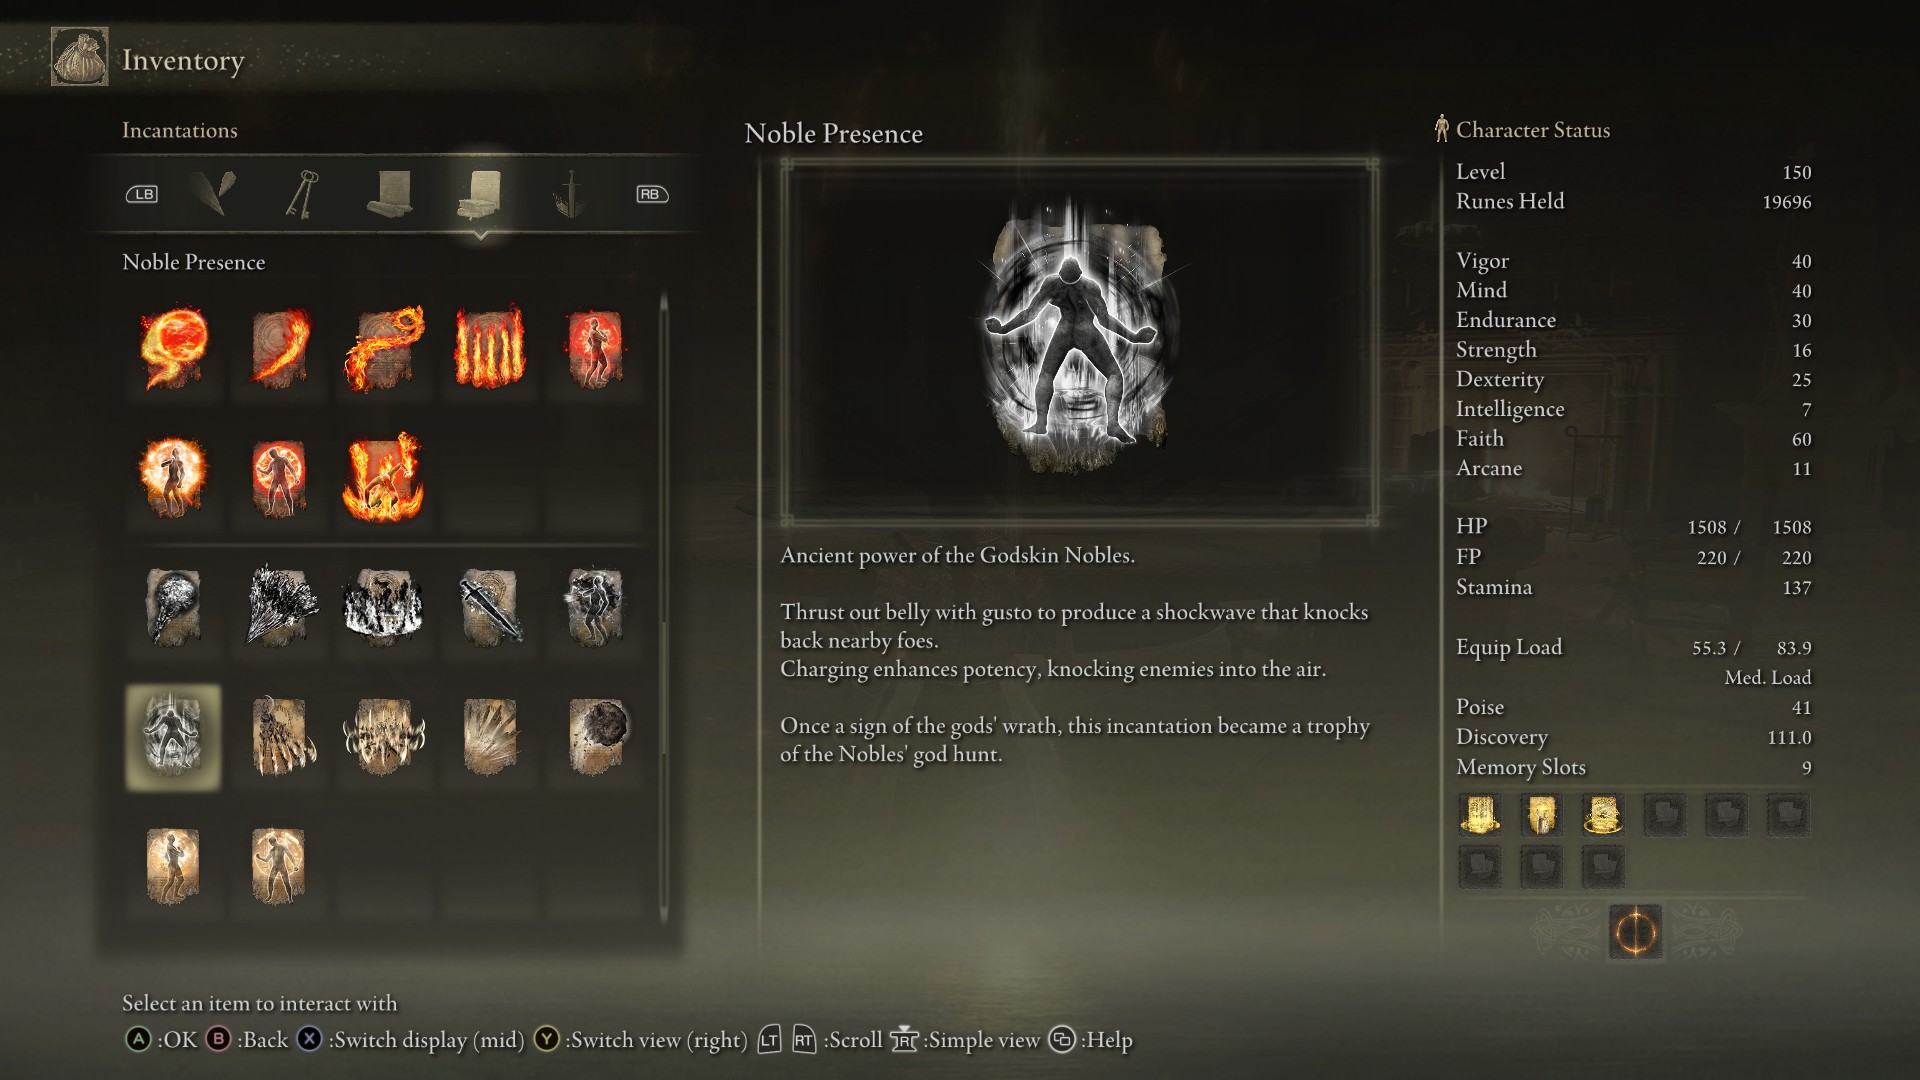 Inventory
Incantations
LB
RB
Noble Presence
Noble Presence
Ancient power of the Godskin Nobles.
Thrust out belly with gusto to produce a shockwave that knocks
back nearby foes.
Charging enhances potency, knocking enemies into the air.
Once a sign of the gods' wrath, this incantation became a trophy
of the Nobles' god hunt.
Character Status
Level 150
Runes Held 19696
Vigor 40
Mind 40
Endurance 30
Strength 16
Dexterity 25
Intelligence 7
Faith 60
Arcane 11
HP 1508 / 1508
FP 220 / 220
Stamina 137
Equip Load 55.3 / 83.9
Med. Load
Poise 41
Discovery 111.0
Memory Slots 9
Select an item to interact with
A :OK B :Back X :Switch display (mid) Y :Switch view (right) LT RT :Scroll R :Simple view :Help